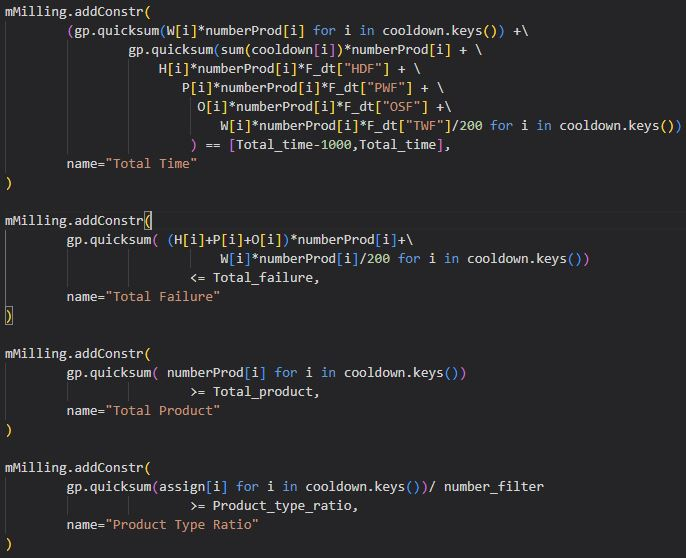 mMilling.addConstr(
(gp.quicksum(W[i]*numberProd[i] for i in cooldown.keys()) +\
gp.quicksum(sum(cooldown[i])*numberProd[i] + \
H[i]*numberProd[i]*F_dt["HDF"] + \
P[i]*numberProd[i]*F_dt["PWF"] + \
O[i]*numberProd[i]*F_dt["OSF"] +\
W[i]*numberProd[i]*F_dt["TWF"]/200 for i in cooldown.keys())
) == [Total_time-1000,Total_time],
name="Total Time"
)
mMilling.addConstr(
gp.quicksum( (H[i]+P[i]+O[i])*numberProd[i]+\
W[i]*numberProd[i]/200 for i in cooldown.keys())
<= Total_failure,
name="Total Failure"
)
mMilling.addConstr(
gp.quicksum( numberProd[i] for i in cooldown.keys())
>= Total_product,
name="Total Product"
)
mMilling.addConstr(
gp.quicksum(assign[i] for i in cooldown.keys())/ number_filter
>= Product_type_ratio,
name="Product Type Ratio"
)